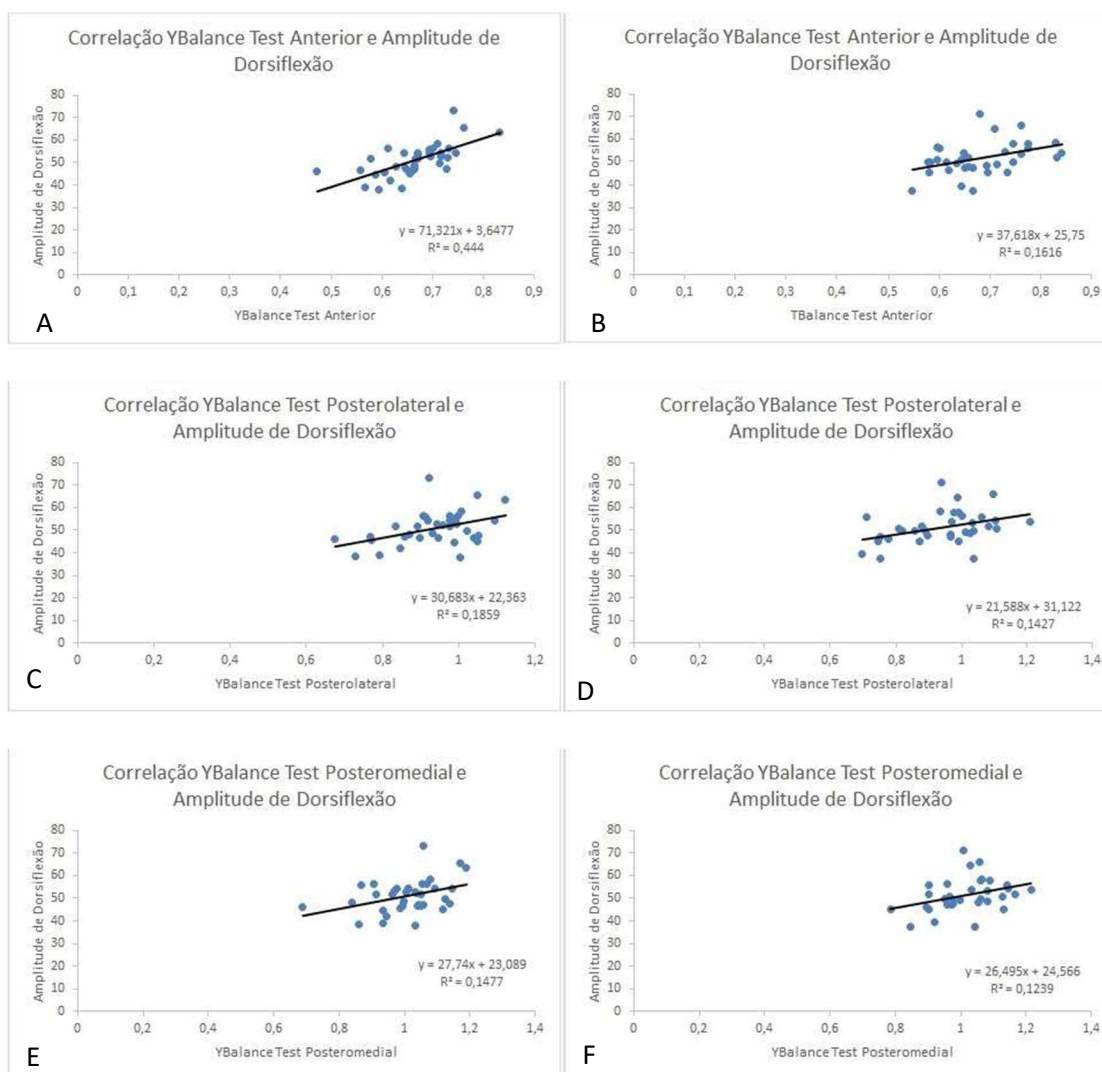 Correlação YBalance Test Anterior e Amplitude de
Dorsiflexão
Amplitude de Dorsiflexão
80
70
60
50
40
30
20
10
0
y = 71,321x + 3,6477
R² = 0,444
0 0,1 0,2 0,3 0,4 0,5 0,6 0,7 0,8 0,9
YBalance Test Anterior
A
Correlação YBalance Test Anterior e Amplitude de
Dorsiflexão
Amplitude de Dorsiflexão
80
70
60
50
40
30
20
10
0
y = 37,618x + 25,75
R² = 0,1616
0 0,1 0,2 0,3 0,4 0,5 0,6 0,7 0,8 0,9
TBalance Test Anterior
B
Correlação YBalance Test Posterolateral e
Amplitude de Dorsiflexão
Amplitude de Dorsiflexão
80
70
60
50
40
30
20
10
0
y = 30,683x + 22,363
R² = 0,1859
0 0,2 0,4 0,6 0,8 1 1,2
YBalance Test Posterolateral
C
Correlação YBalance Test Posterolateral e
Amplitude de Dorsiflexão
Amplitude de Dorsiflexão
80
70
60
50
40
30
20
10
0
y = 21,588x + 31,122
R² = 0,1427
0 0,2 0,4 0,6 0,8 1 1,2 1,4
YBalance Test Posterolateral
D
Correlação YBalance Test Posteromedial e
Amplitude de Dorsiflexão
Amplitude de Dorsiflexão
80
70
60
50
40
30
20
10
0
y = 27,74x + 23,089
R² = 0,1477
0 0,2 0,4 0,6 0,8 1 1,2 1,4
YBalance Test Posteromedial
E
Correlação YBalance Test Posteromedial e
Amplitude de Dorsiflexão
Amplitude de Dorsiflexão
80
70
60
50
40
30
20
10
0
y = 26,495x + 24,566
R² = 0,1239
0 0,2 0,4 0,6 0,8 1 1,2 1,4
YBalance Test Posteromedial
F